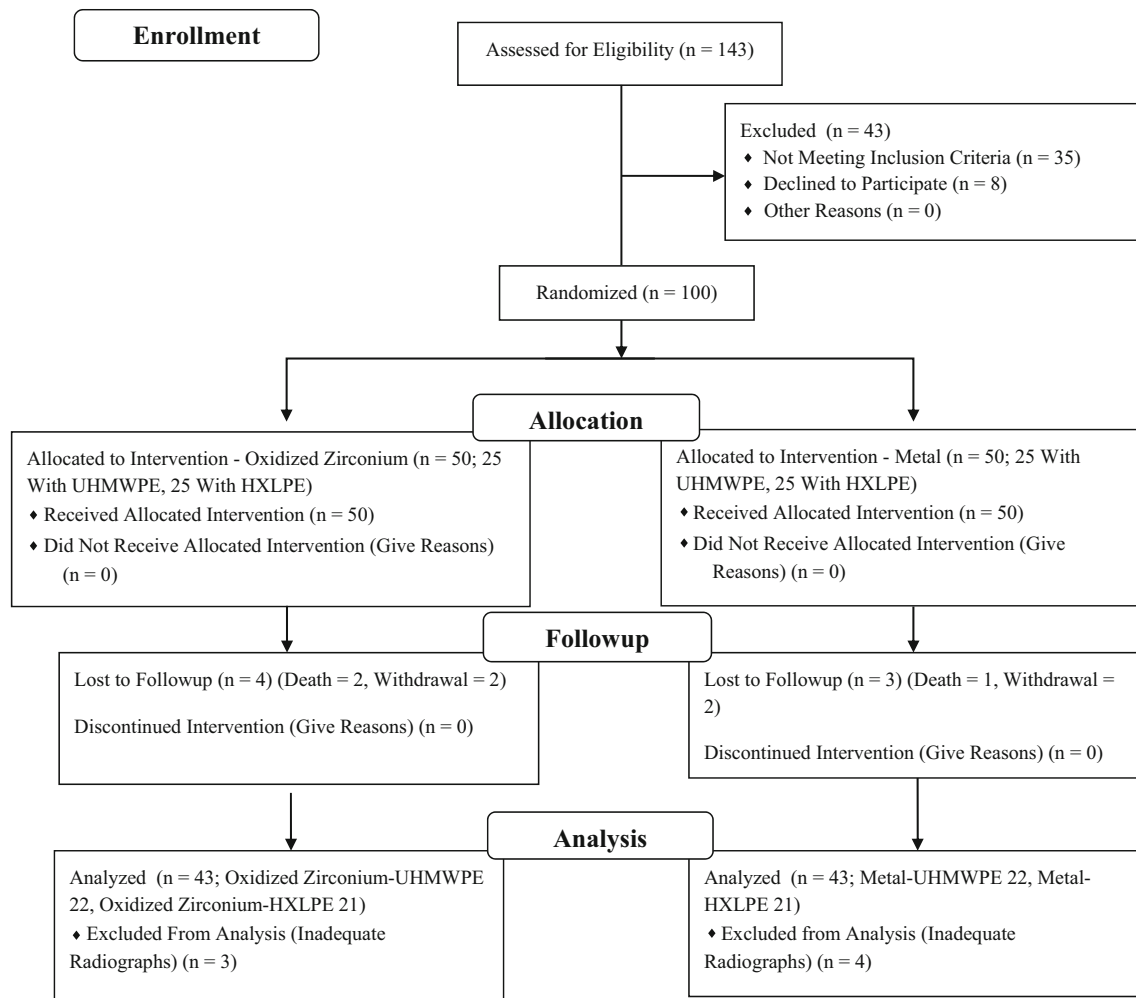 Enrollment
Assessed for Eligibility (n = 143)
Excluded (n = 43)
♦ Not Meeting Inclusion Criteria (n = 35)
♦ Declined to Participate (n = 8)
♦ Other Reasons (n = 0)
Randomized (n = 100)
Allocation
Allocated to Intervention - Oxidized Zirconium (n = 50; 25
With UHMWPE, 25 With HXLPE)
♦ Received Allocated Intervention (n = 50)
♦ Did Not Receive Allocated Intervention (Give Reasons)
(n = 0)
Allocated to Intervention - Metal (n = 50; 25 With
UHMWPE, 25 With HXLPE)
♦ Received Allocated Intervention (n = 50)
♦ Did Not Receive Allocated Intervention (Give
Reasons) (n = 0)
Followup
Lost to Followup (n = 4) (Death = 2, Withdrawal = 2)
Discontinued Intervention (Give Reasons) (n = 0)
Lost to Followup (n = 3) (Death = 1, Withdrawal =
2)
Discontinued Intervention (Give Reasons) (n = 0)
Analysis
Analyzed (n = 43; Oxidized Zirconium-UHMWPE
22, Oxidized Zirconium-HXLPE 21)
♦ Excluded From Analysis (Inadequate
Radiographs) (n = 3)
Analyzed (n = 43; Metal-UHMWPE 22, Metal-
HXLPE 21)
♦ Excluded from Analysis (Inadequate
Radiographs) (n = 4)